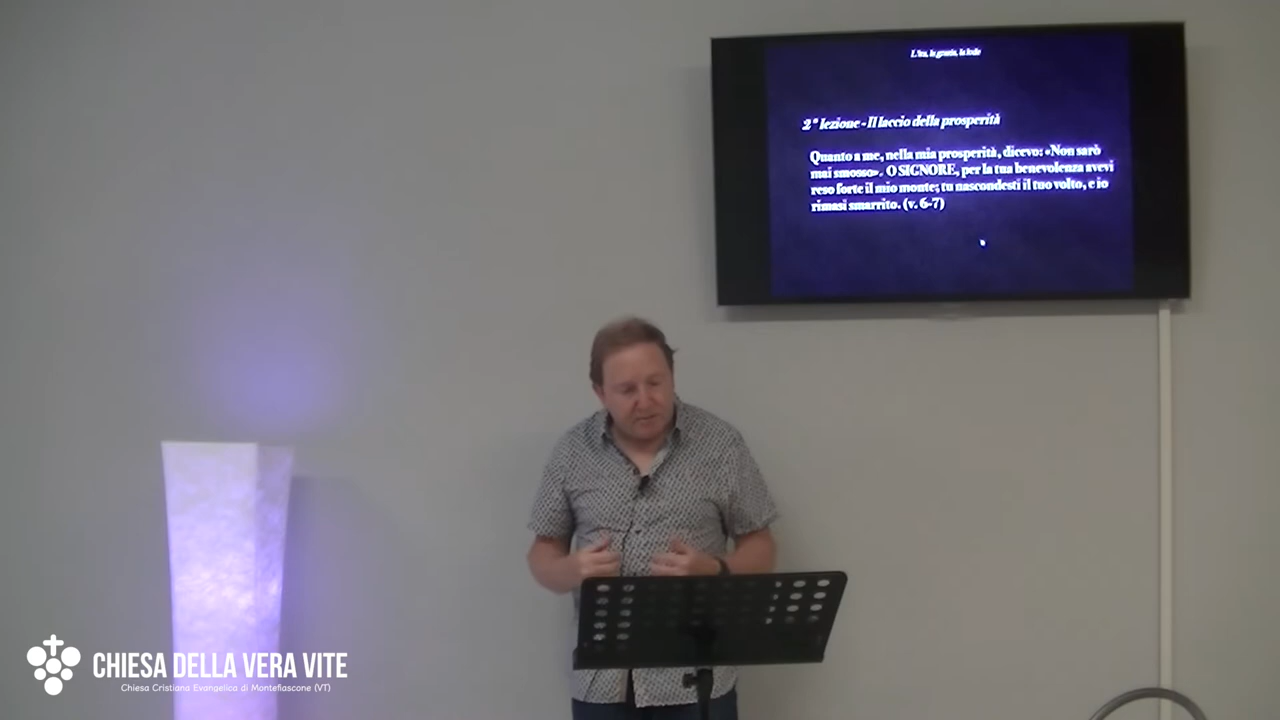 L'ira, la grazia, la lode
2° lezione - Il laccio della prosperità
Quanto a me, nella mia prosperità, dicevo: «Non sarò
mai smosso». O SIGNORE, per la tua benevolenza avevi
reso forte il mio monte; tu nascondesti il tuo volto, e io
rimasi smarrito. (v. 6-7)
CHIESA DELLA VERA VITE
Chiesa Cristiana Evangelica di Montefiascone (VT)